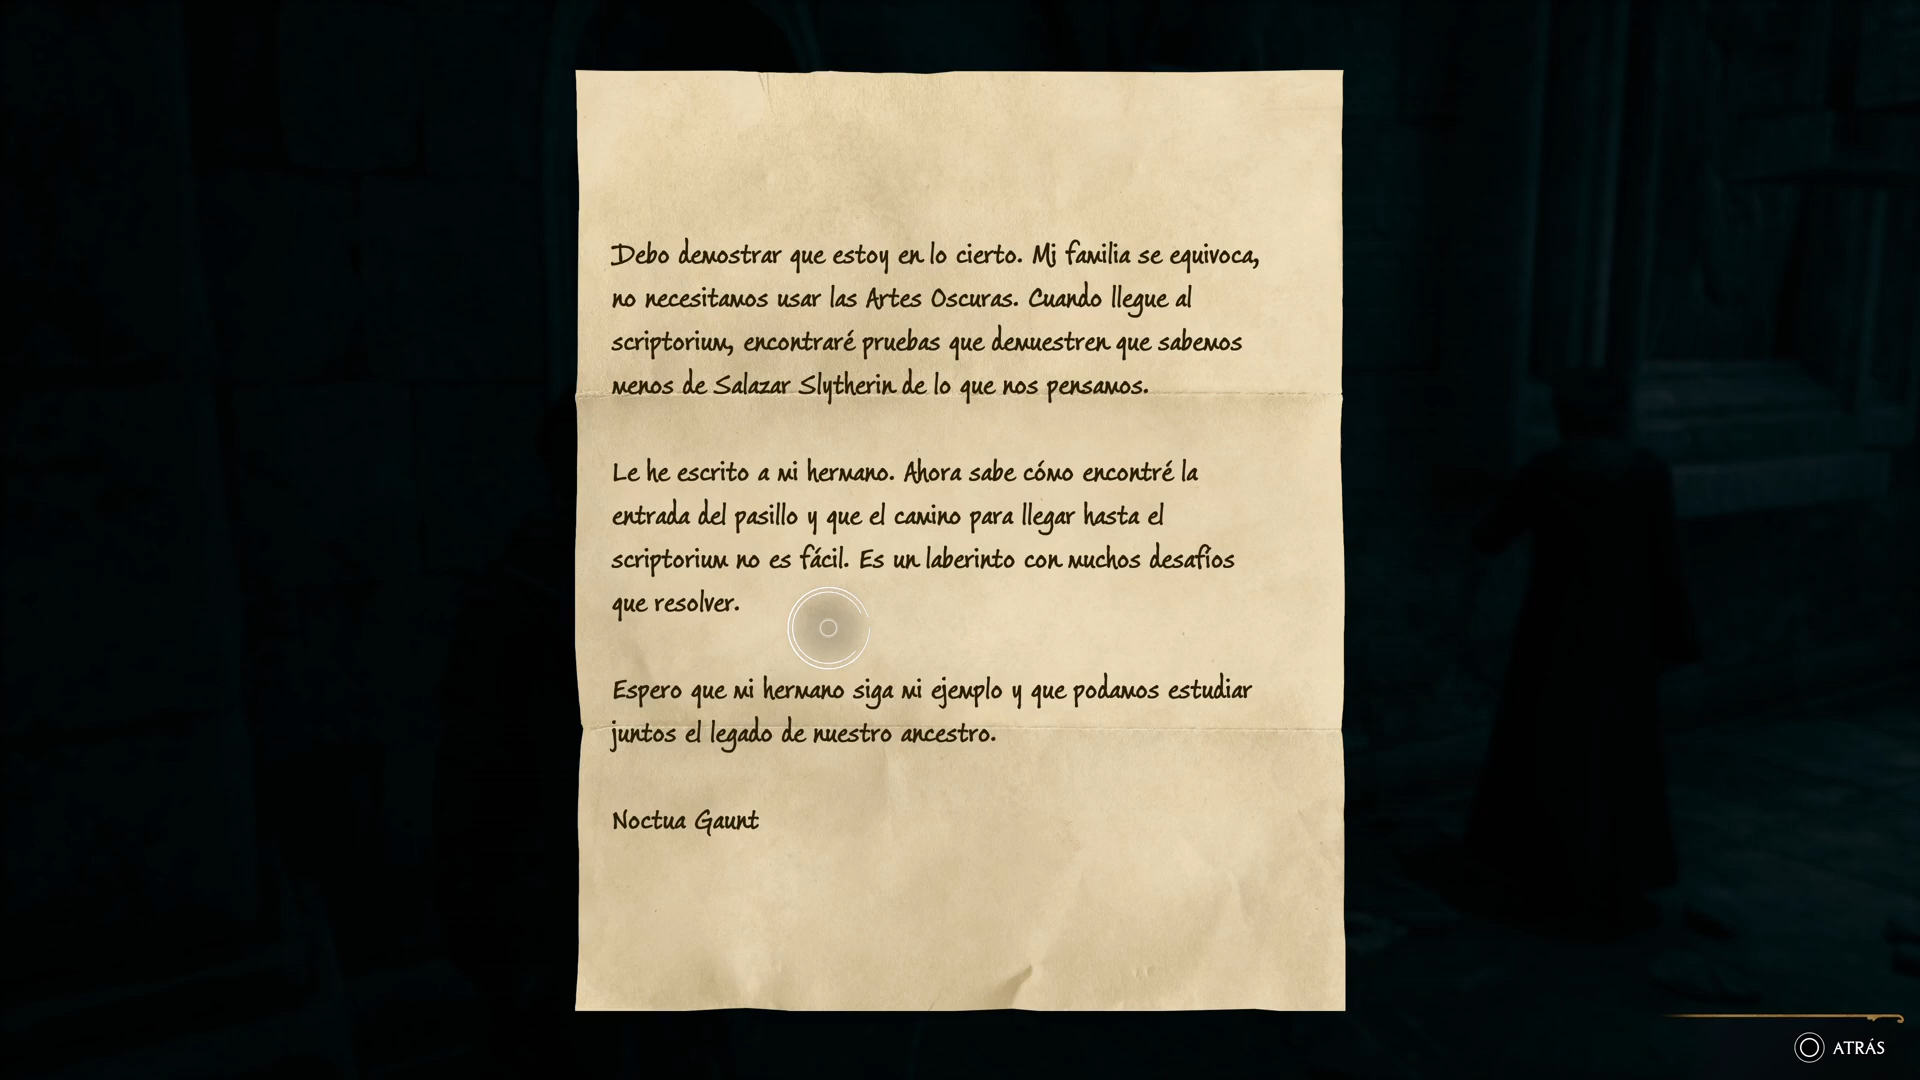 Debo demostrar que estoy en lo cierto. Mi familia se equivoca,
no necesitamos usar las Artes Oscuras. Cuando llegue al
scriptorium, encontraré pruebas que demuestren que sabemos
menos de Salazar Slytherin de lo que nos pensamos.
Le he escrito a mi hermano. Ahora sabe cómo encontré la
entrada del pasillo y que el camino para llegar hasta el
scriptorium no es fácil. Es un laberinto con muchos desafíos
que resolver.
Espero que mi hermano siga mi ejemplo y que podamos estudiar
juntos el legado de nuestro ancestro.
Noctua Gaunt
ATRÁS